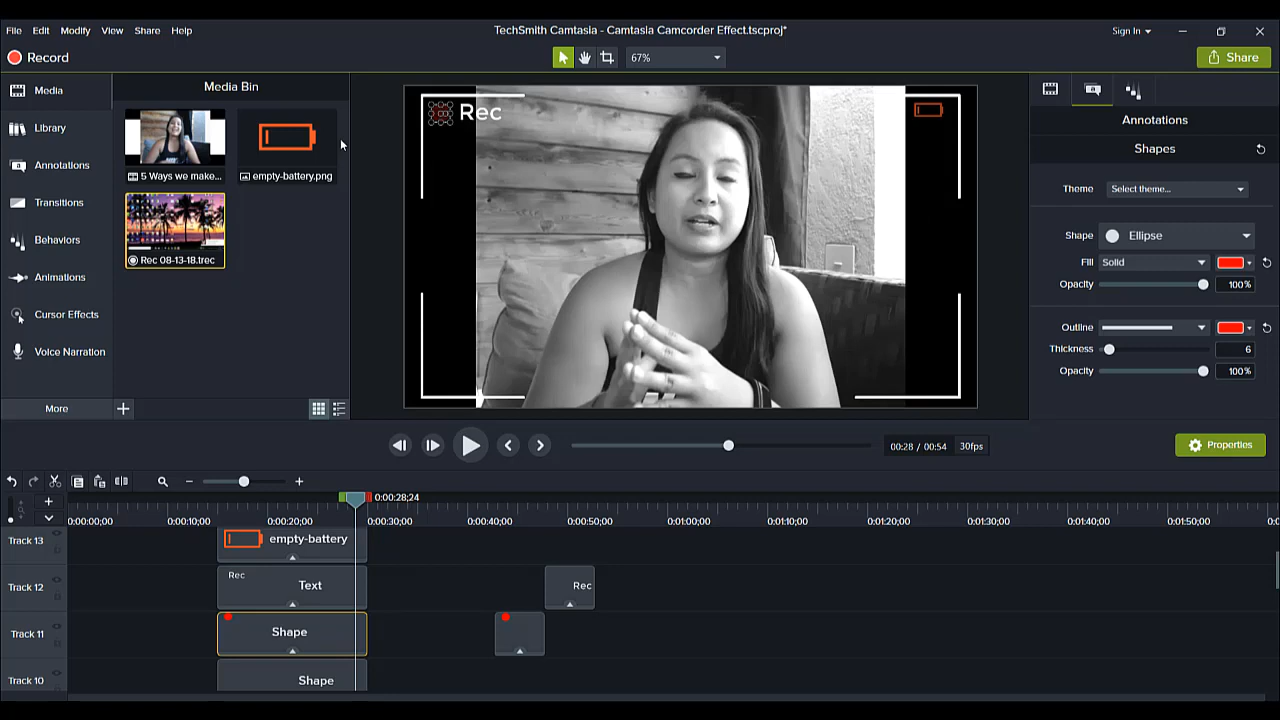 TechSmith Camtasia - Camtasia Camcorder Effect.tscproj*
File Edit Modify View Share Help
Sign In
Record
67%
Share
Media
Library
Annotations
Transitions
Behaviors
Animations
Cursor Effects
Voice Narration
More
Media Bin
5 Ways we make...
empty-battery.png
Rec 08-13-18.trec
Rec
Annotations
Shapes
Theme Select theme...
Shape Ellipse
Fill Solid
Opacity 100%
Outline
Thickness 6
Opacity 100%
00:28 / 00:54 30fps
Properties
0:00:28;24
0:00:00;00 0:00:10;00 0:00:20;00 0:00:30;00 0:00:40;00 0:00:50;00 0:01:00;00 0:01:10;00 0:01:20;00 0:01:30;00 0:01:40;00 0:01:50;00
Track 13 empty-battery
Track 12 Rec Text Rec
Track 11 Shape
Track 10 Shape